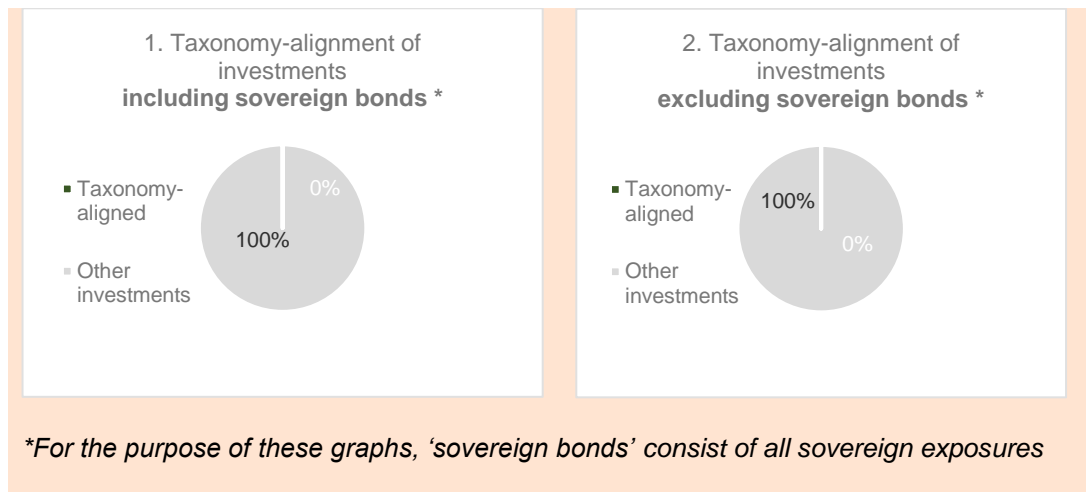 1. Taxonomy-alignment of
investments
including sovereign bonds *
Taxonomy-
aligned
Other
investments
0%
100%
2. Taxonomy-alignment of
investments
excluding sovereign bonds *
Taxonomy-
aligned
Other
investments
100%
0%
*For the purpose of these graphs, ‘sovereign bonds’ consist of all sovereign exposures